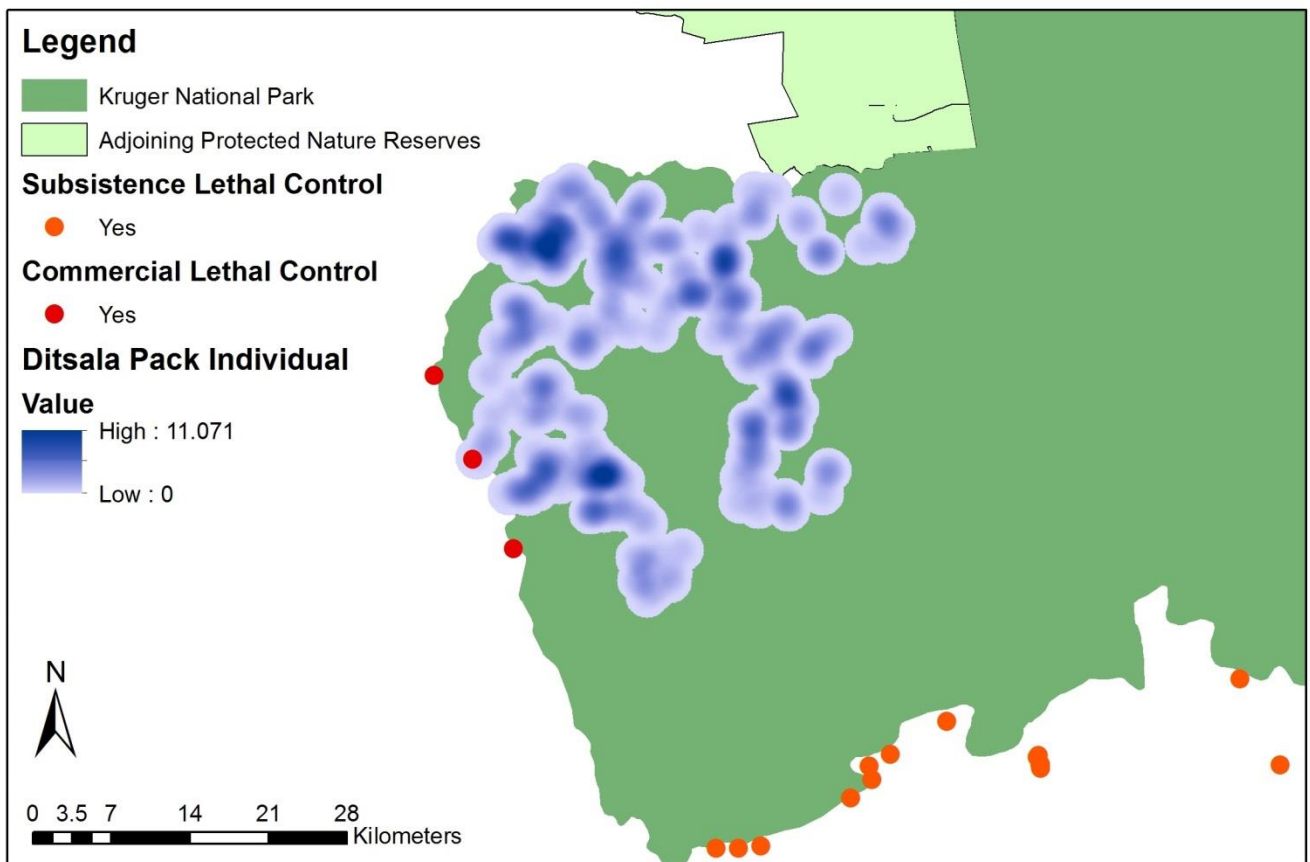 Legend
Kruger National Park
Adjoining Protected Nature Reserves
Subsistence Lethal Control
Yes
Commercial Lethal Control
Yes
Ditsala Pack Individual
Value
High : 11.071
Low : 0
N
0 3.5 7 14 21 28
Kilometers